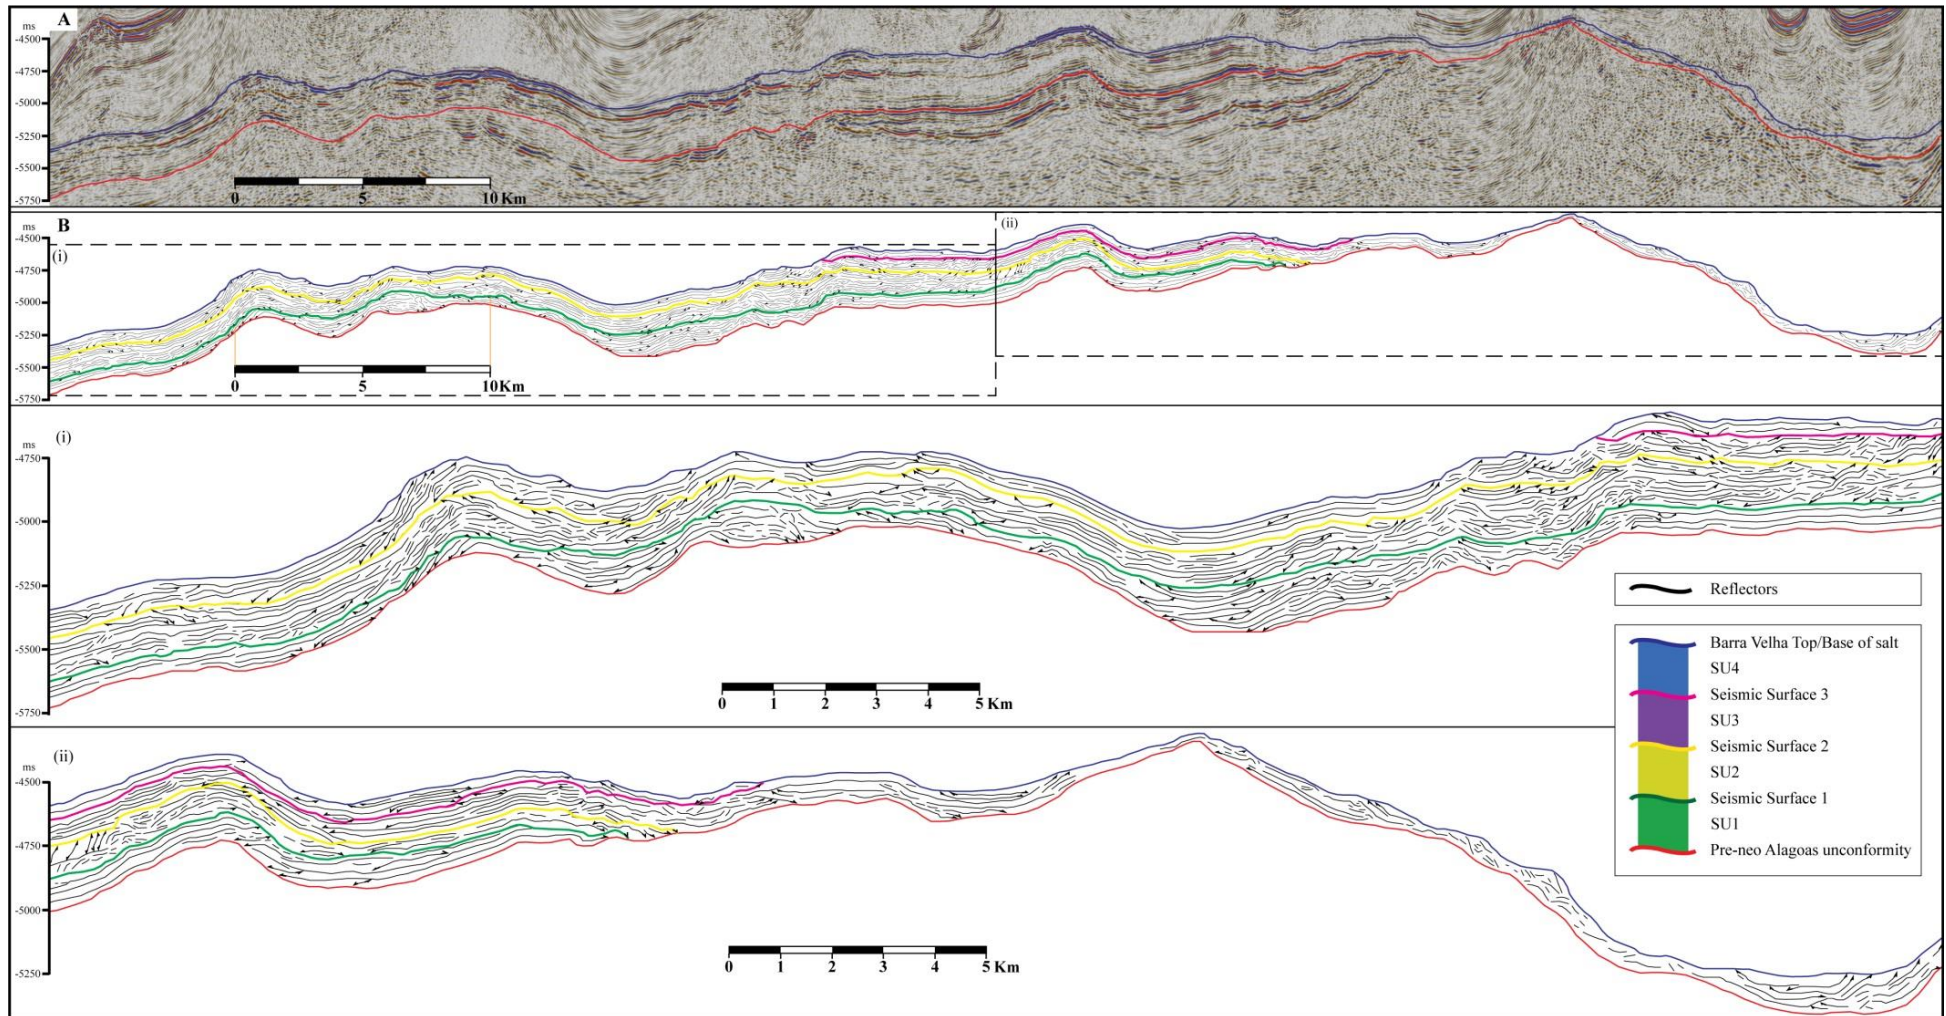 A
ms
-4500
-4750
-5000
-5250
-5500
-5750
0 5 10 Km
B
ms
-4500
(i)
(ii)
-4750
-5000
-5250
-5500
-5750
0 5 10 Km
(i)
ms
-4750
-5000
-5250
-5500
-5750
0 1 2 3 4 5 Km
Reflectors
Barra Velha Top/Base of salt
SU4
Seismic Surface 3
SU3
Seismic Surface 2
SU2
Seismic Surface 1
SU1
Pre-neo Alagoas unconformity
(ii)
ms
-4500
-4750
-5000
-5250
0 1 2 3 4 5 Km